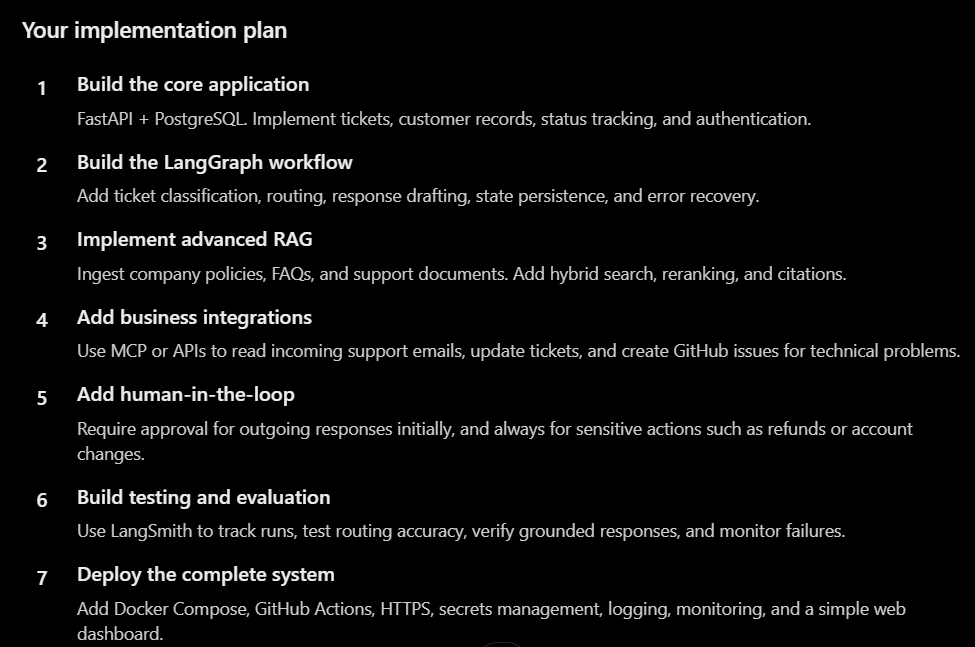 Your implementation plan
1
Build the core application
FastAPI + PostgreSQL. Implement tickets, customer records, status tracking, and authentication.
2
Build the LangGraph workflow
Add ticket classification, routing, response drafting, state persistence, and error recovery.
3
Implement advanced RAG
Ingest company policies, FAQs, and support documents. Add hybrid search, reranking, and citations.
4
Add business integrations
Use MCP or APIs to read incoming support emails, update tickets, and create GitHub issues for technical problems.
5
Add human-in-the-loop
Require approval for outgoing responses initially, and always for sensitive actions such as refunds or account
changes.
6
Build testing and evaluation
Use LangSmith to track runs, test routing accuracy, verify grounded responses, and monitor failures.
7
Deploy the complete system
Add Docker Compose, GitHub Actions, HTTPS, secrets management, logging, monitoring, and a simple web
dashboard.